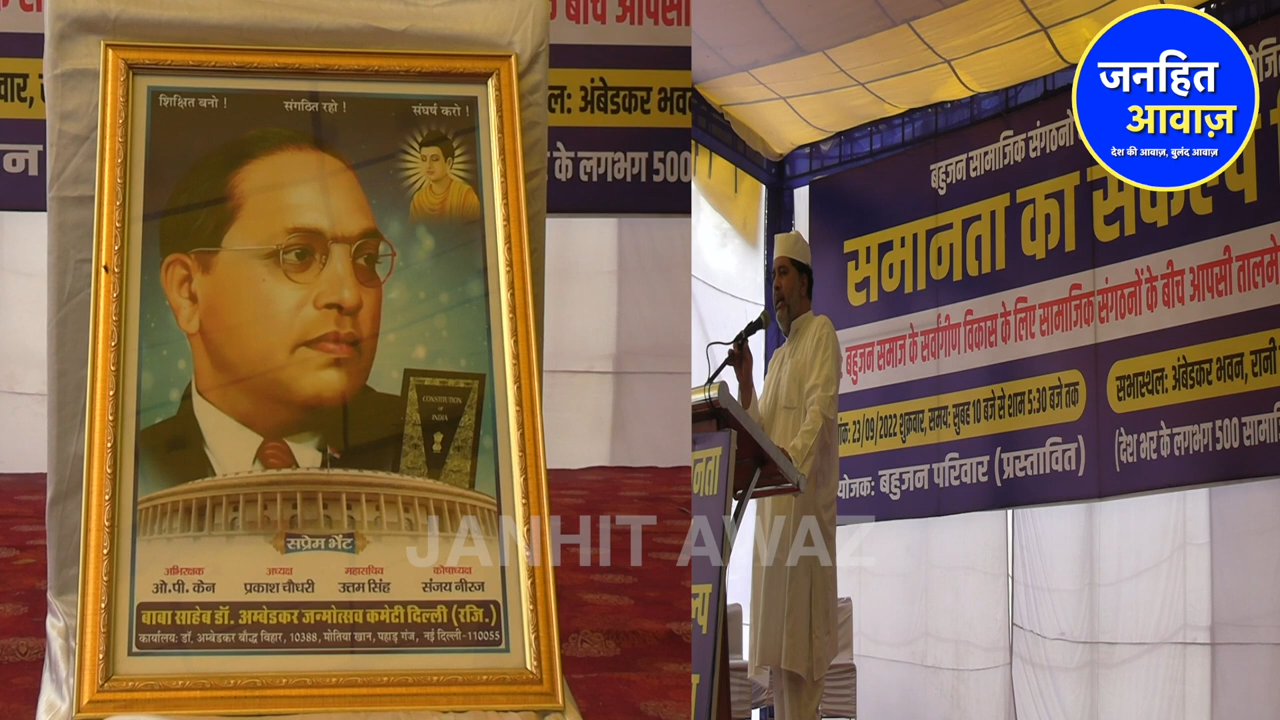 के बीच आपसी
वार,
लः अंबेडकर भवन
के लगभग 500
शिक्षित बनो ! संगठित रहो ! संघर्ष करो !
CONSTITUTION
OF
INDIA
सप्रेम भेंट
अभिरक्षक अध्यक्ष महासचिव कोषाध्यक्ष
ओ.पी. केन प्रकाश चौधरी उत्तम सिंह संजय नीरज
बाबा साहेब डॉ. अम्बेडकर जन्मोत्सव कमेटी दिल्ली (रजि.)
कार्यालय: डॉ. अम्बेडकर बौद्ध विहार, 10388, मोतिया खान, पहाड़ गंज, नई दिल्ली-110055
जनहित
आवाज़
देश की आवाज़, बुलंद आवाज़
बहुजन सामाजिक संगठनों
समानता का संकल्प
बहुजन समाज के सर्वांगीण विकास के लिए सामाजिक संगठनों के बीच आपसी तालमे
कः 23/09/2022 शुक्रवार, समयः सुबह 10 बजे से शाम 5:30 बजे तक
सभास्थलः अंबेडकर भवन, रानी
योजकः बहुजन परिवार (प्रस्तावित)
(देश भर के लगभग 500 सामा
नता
ल्प
JANHIT AWAZ